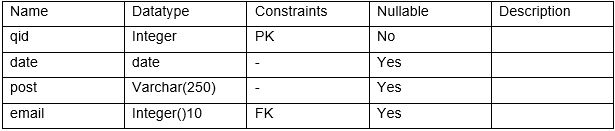 Name Datatype Constraints Nullable Description
qid Integer PK No
date date - Yes
post Varchar(250) - Yes
email Integer()10 FK Yes